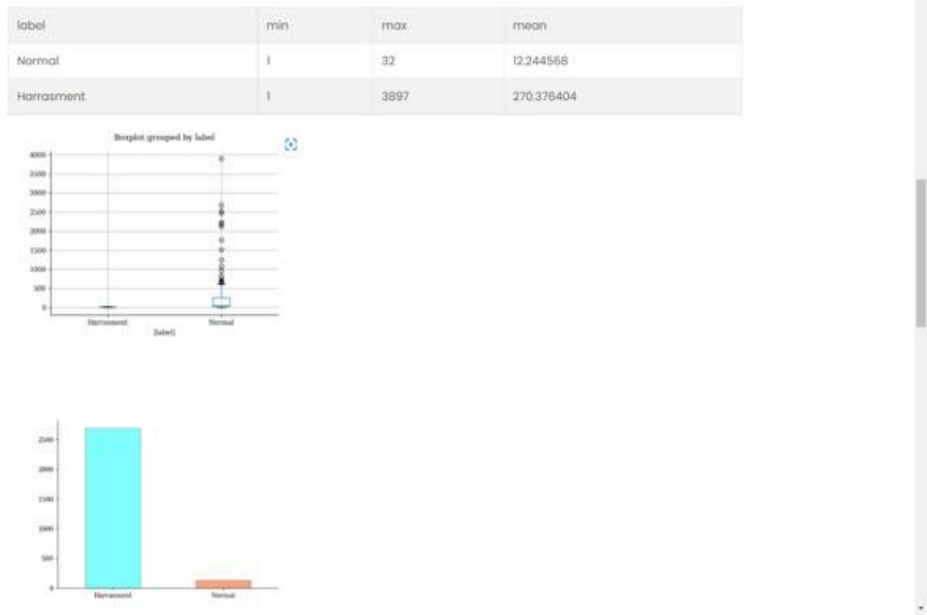 label min max mean
Normal 1 32 12.244568
Harrasment 1 3897 270.376404
Boxplot grouped by label
4000
3500
3000
2500
2000
1500
1000
500
0
Harrasment Normal
[label]
2500
2000
1500
1000
500
0
Harrasment Normal